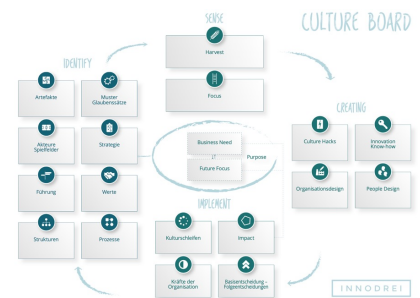 CULTURE BOARD
SENSE
Harvest
Focus
IDENTIFY
Artefakte
Muster
Glaubenssätze
Akteure
Spielfelder
Strategie
Führung
Werte
Strukturen
Prozesse
Business Need
Future Focus
Purpose
CREATING
Culture Hacks
Innovation
Know-how
Organisationsdesign
People Design
IMPLEMENT
Kulturschleifen
Impact
Kräfte der
Organisation
Basisentscheidung -
Folgeentscheidungen
INNODREI